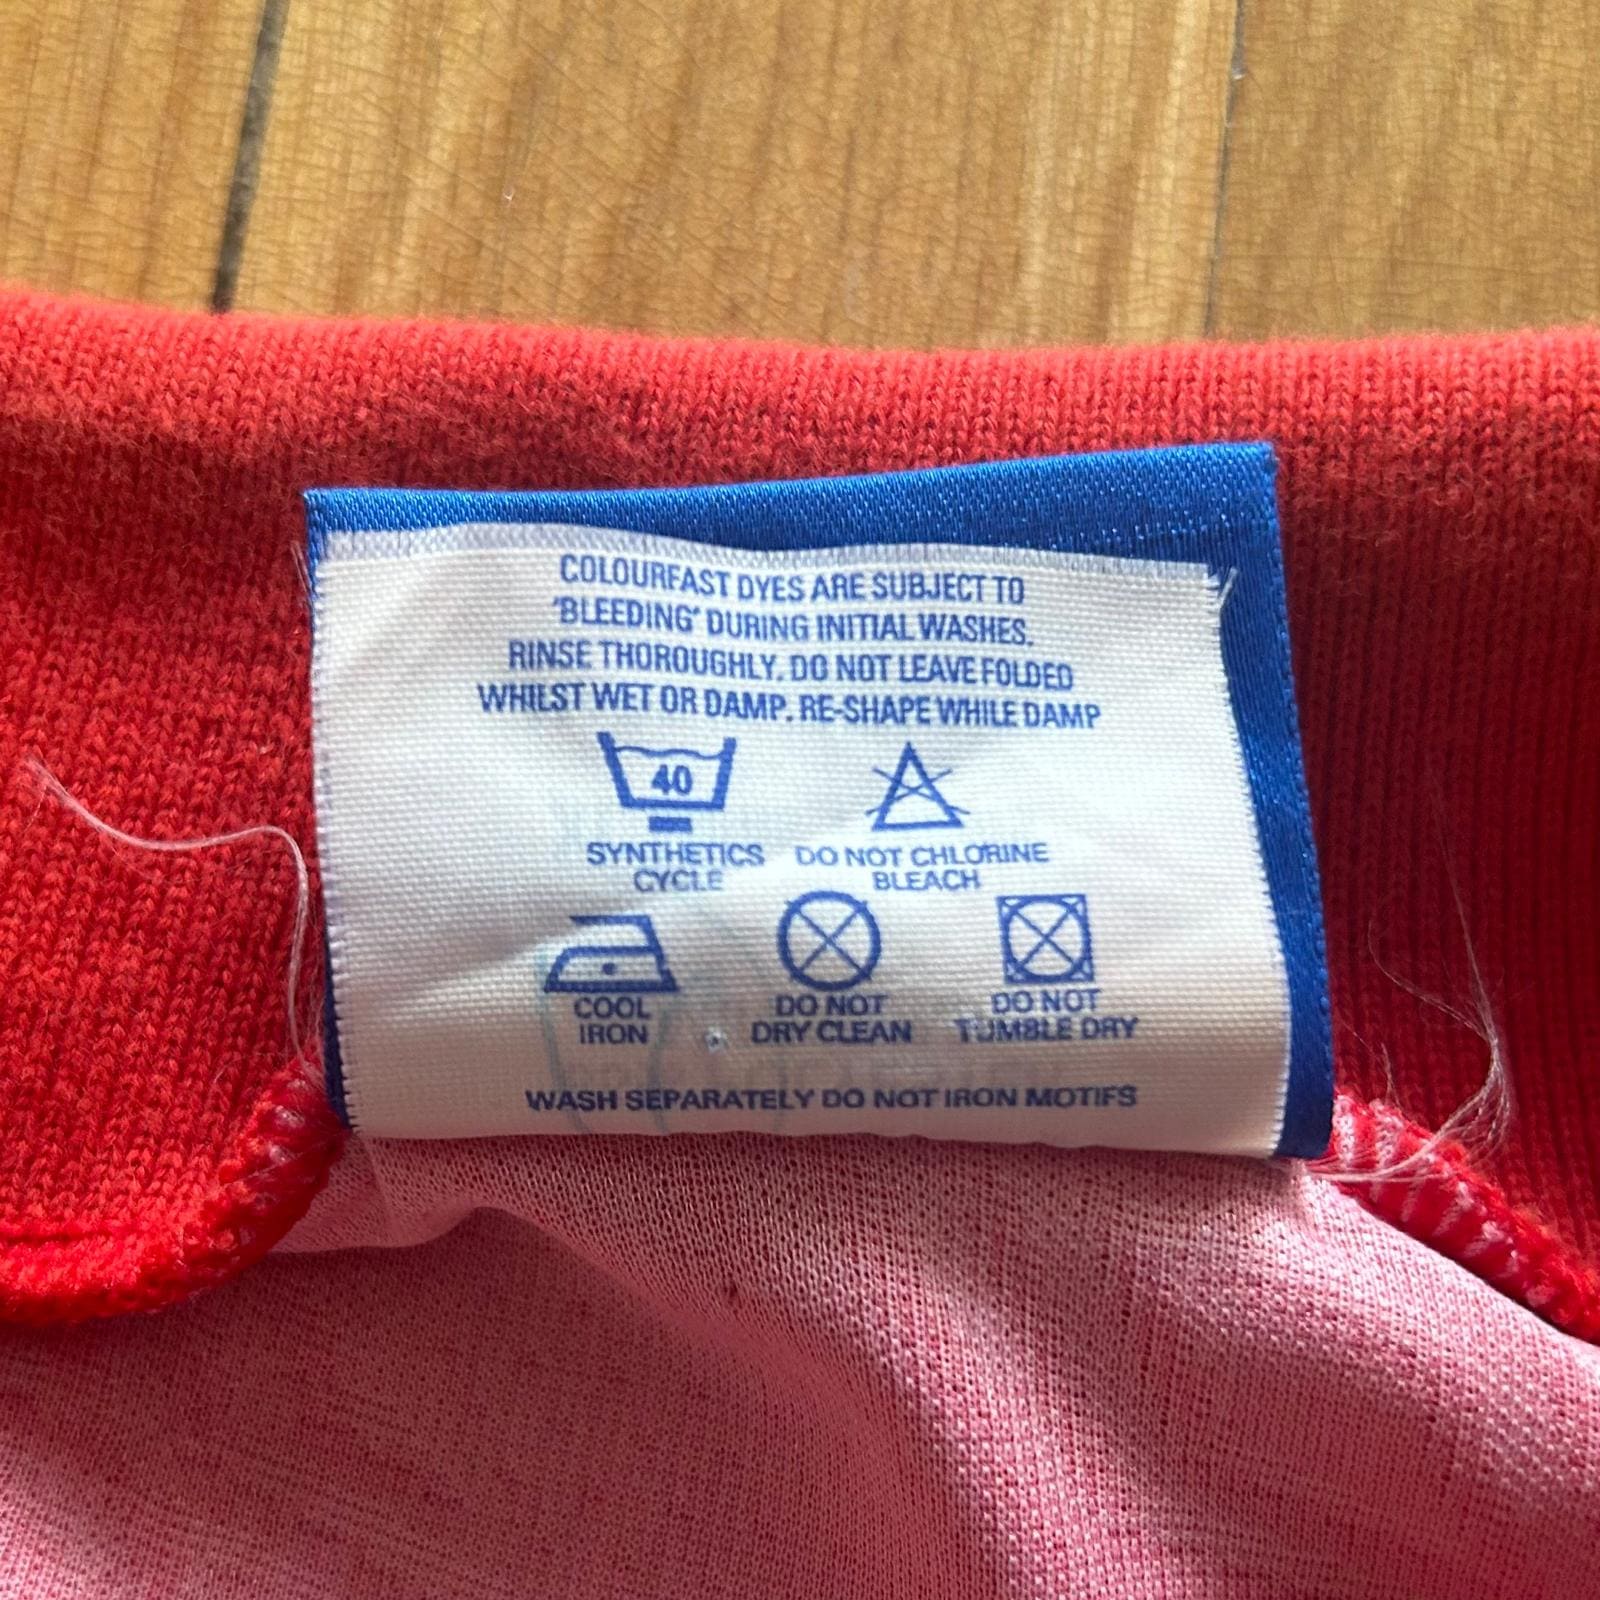 COLOURFAST DYES ARE SUBJECT TO
'BLEEDING' DURING INITIAL WASHES.
RINSE THOROUGHLY. DO NOT LEAVE FOLDED
WHILST WET OR DAMP. RE-SHAPE WHILE DAMP
40
SYNTHETICS CYCLE
DO NOT CHLORINE BLEACH
COOL IRON
DO NOT DRY CLEAN
DO NOT TUMBLE DRY
WASH SEPARATELY DO NOT IRON MOTIFS